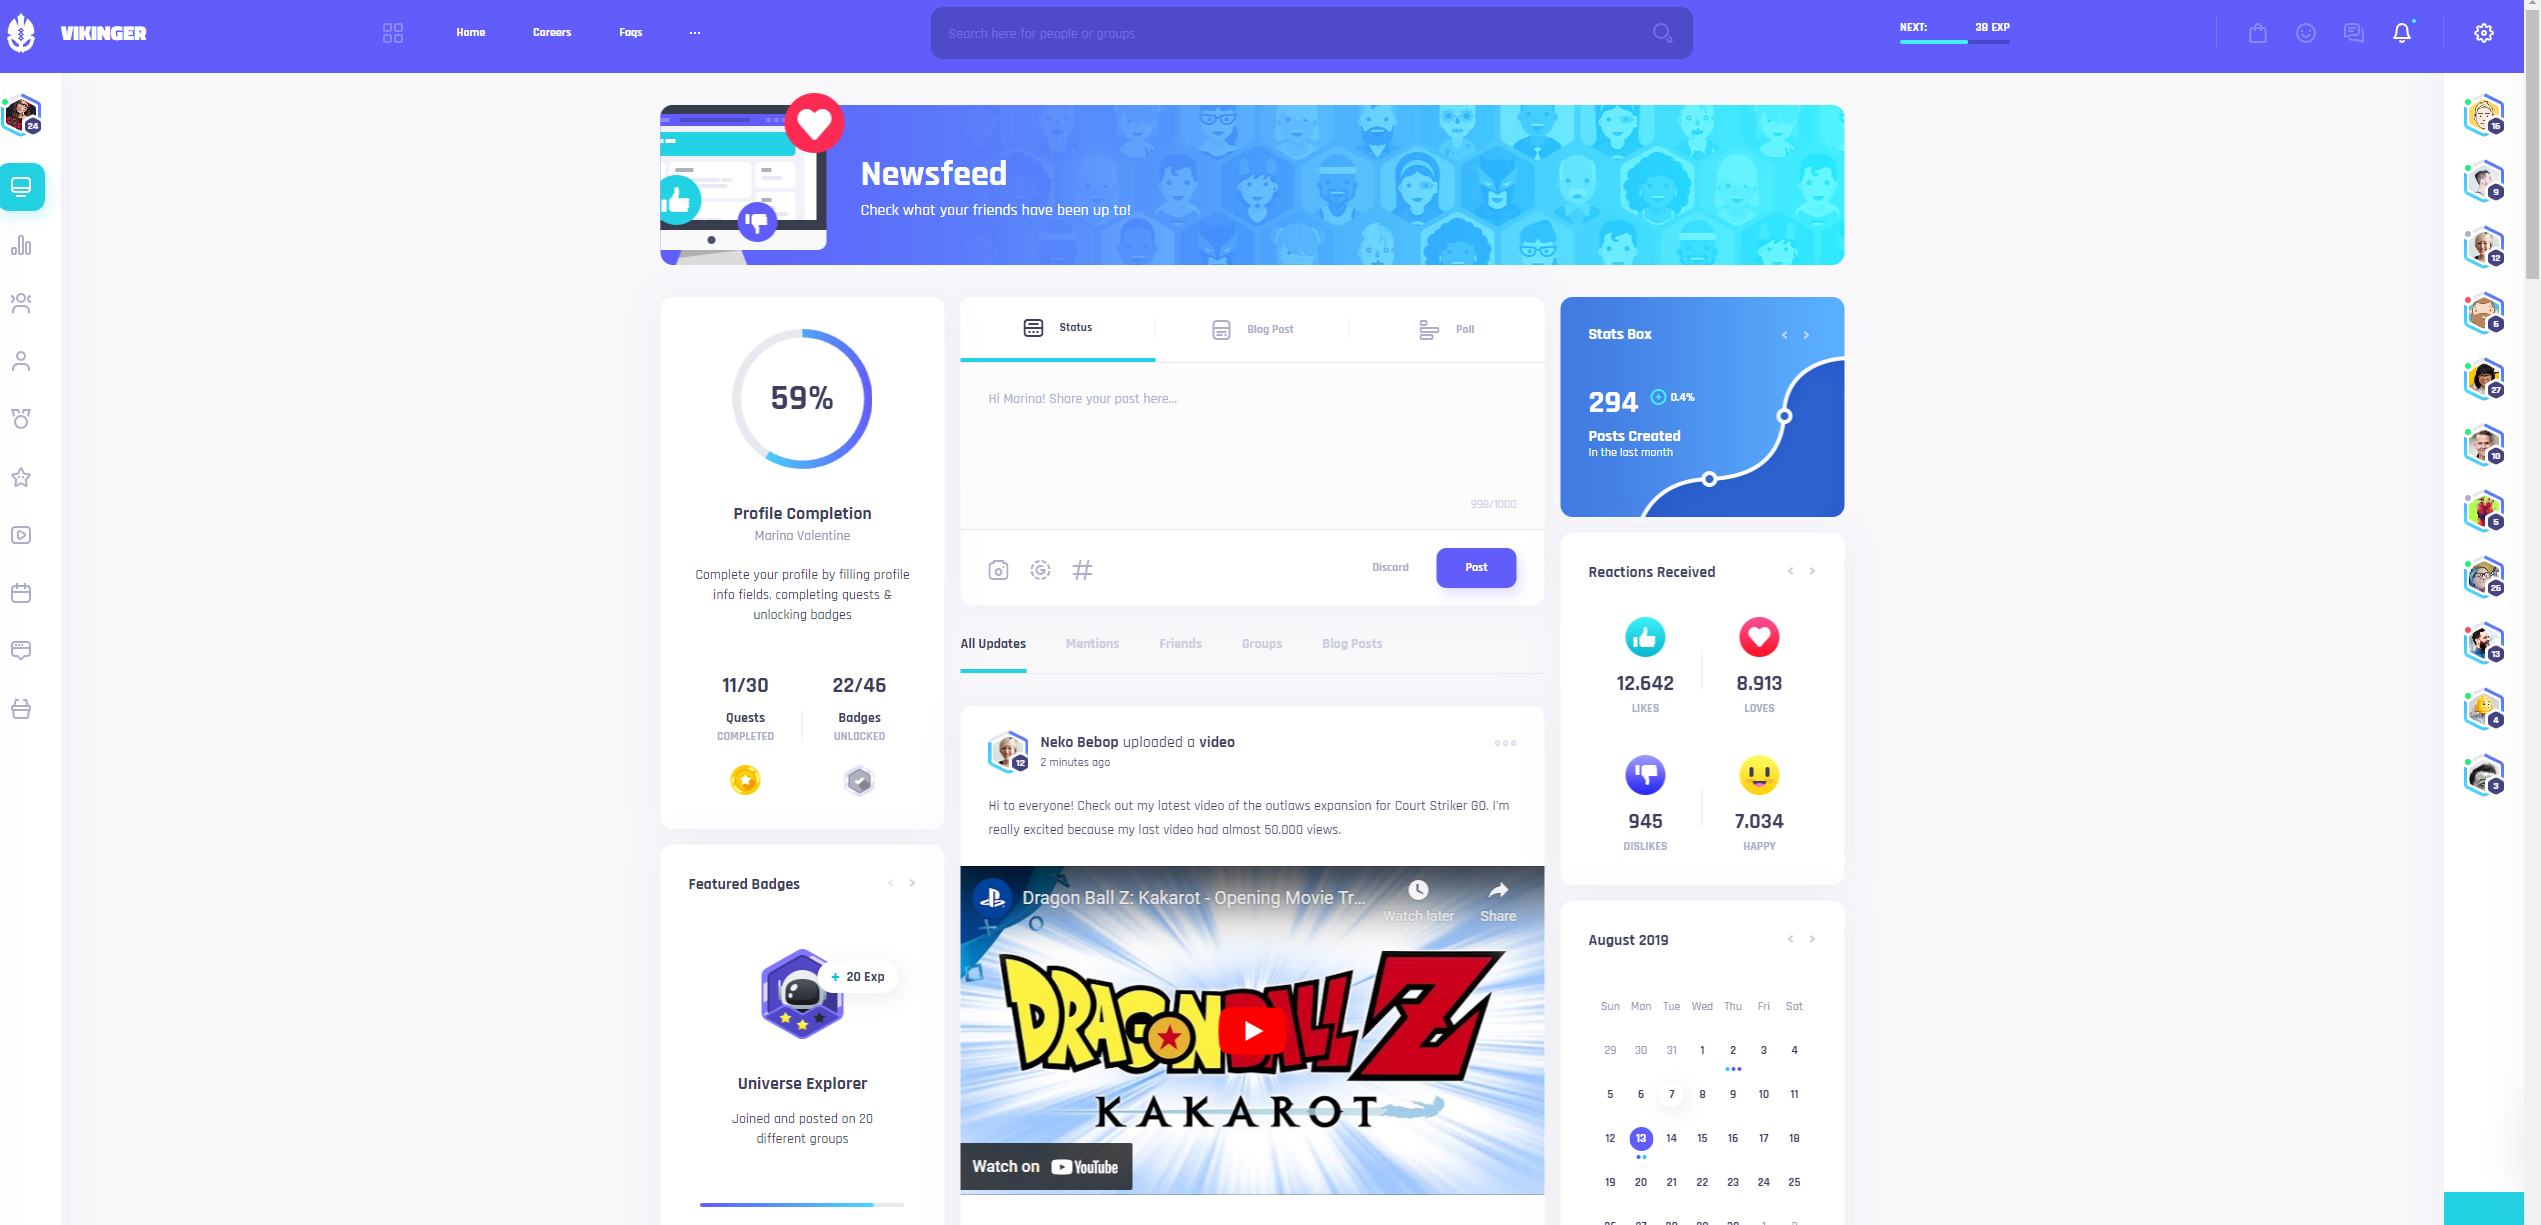 VIKINGER
Home
Careers
Faqs
Search here for people or groups
NEXT:
38 EXP
24
Newsfeed
Check what your friends have been up to!
59%
Profile Completion
Marina Valentine
Complete your profile by filling profile
info fields, completing quests &
unlocking badges
11/30
Quests
COMPLETED
22/46
Badges
UNLOCKED
Featured Badges
+ 20 Exp
Universe Explorer
Joined and posted on 20
different groups
Status
Blog Post
Poll
Hi Marina! Share your post here...
998/1000
Discard
Post
All Updates
Mentions
Friends
Groups
Blog Posts
12
Neko Bebop uploaded a video
2 minutes ago
Hi to everyone! Check out my latest video of the outlaws expansion for Court Striker GO. I'm
really excited because my last video had almost 50.000 views.
Dragon Ball Z: Kakarot - Opening Movie Tr...
Watch later
Share
DRAGON BALL Z
KAKAROT
Watch on YouTube
Stats Box
294
0.4%
Posts Created
In the last month
Reactions Received
12.642
LIKES
8.913
LOVES
945
DISLIKES
7.034
HAPPY
August 2019
Sun Mon Tue Wed Thu Fri Sat
29 30 31 1 2 3 4
5 6 7 8 9 10 11
12 13 14 15 16 17 18
19 20 21 22 23 24 25
16
9
12
6
27
10
5
26
13
4
3